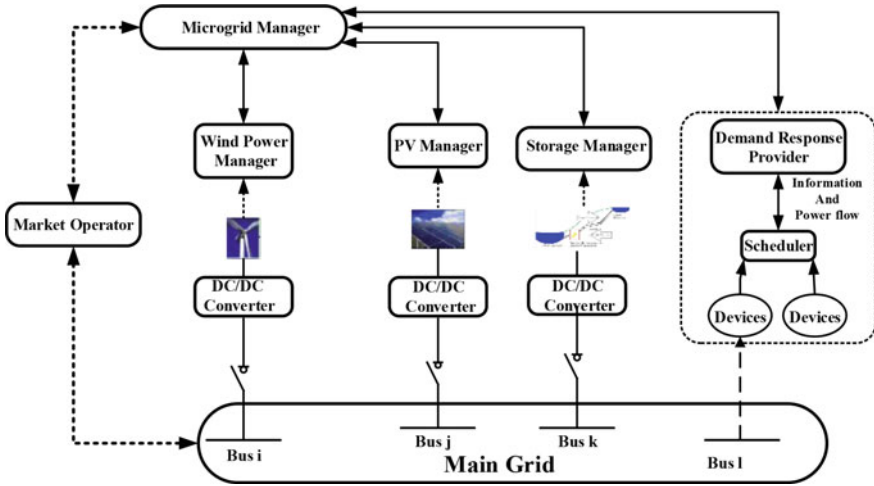 Microgrid Manager
Wind Power
Manager
PV Manager
Storage Manager
Demand Response
Provider
Information
And
Power flow
Market Operator
Scheduler
DC/DC
Converter
DC/DC
Converter
DC/DC
Converter
Devices
Devices
Bus i
Bus j
Bus k
Bus l
Main Grid